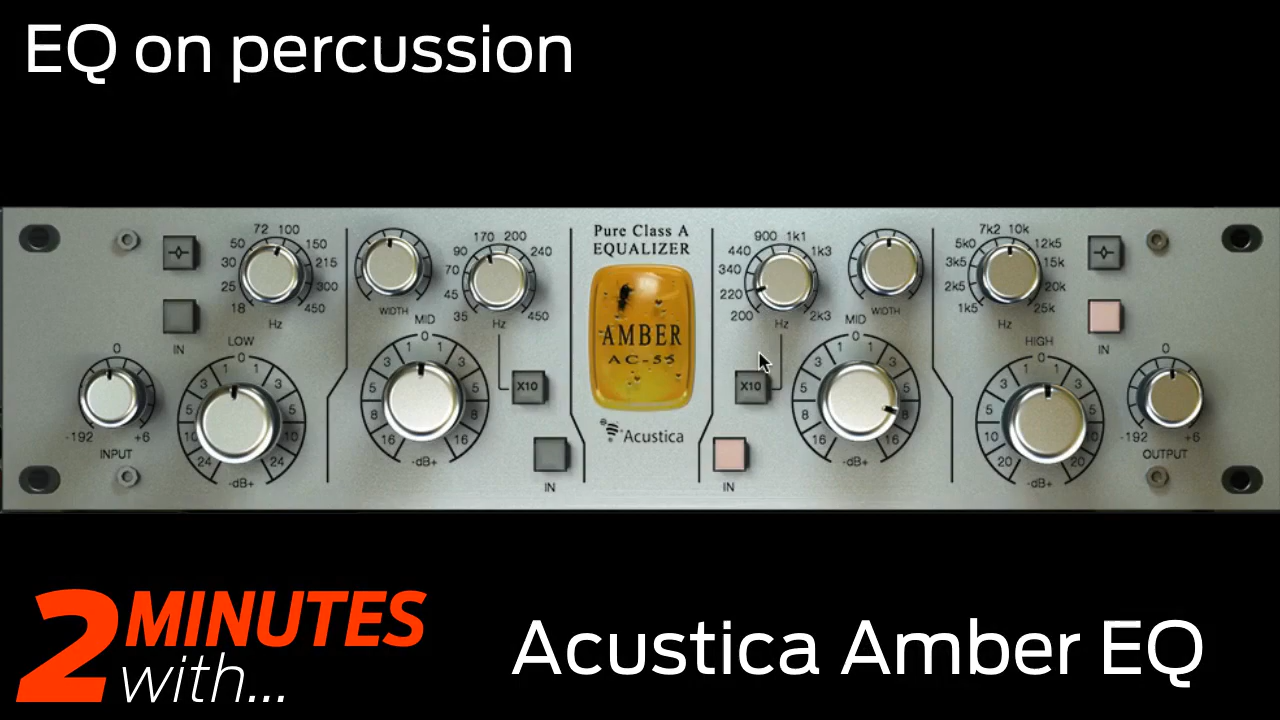 EQ on percussion
Pure Class A
EQUALIZER
AMBER
AC-55
Acustica
72 100
50 150
30 215
25 300
18 450
Hz
IN
LOW
0
1 1
3 3
5 5
10 10
24 24
-dB+
0
-192 +6
INPUT
WIDTH
170 200
90 240
70
45
35 450
Hz
MID
0
1 1
3 3
5 5
8 8
16 16
-dB+
X10
IN
900 1k1
440 1k3
340
220
200 2k3
Hz
X10
IN
WIDTH
MID
0
1 1
3 3
5 5
8 8
16 16
-dB+
7k2 10k
5k0 12k5
3k5 15k
2k5 20k
1k5 25k
Hz
IN
HIGH
0
1 1
3 3
5 5
10 10
20 20
-dB+
0
-192 +6
OUTPUT
2 MINUTES
with...
Acustica Amber EQ